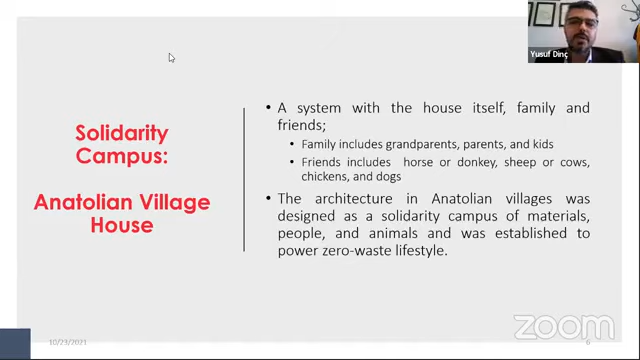 Yusuf Dinç
Solidarity
Campus:
Anatolian Village
House
• A system with the house itself, family and
friends;
• Family includes grandparents, parents, and kids
• Friends includes horse or donkey, sheep or cows,
chickens, and dogs
• The architecture in Anatolian villages was
designed as a solidarity campus of materials,
people, and animals and was established to
power zero-waste lifestyle.
10/23/2021
zoom
6